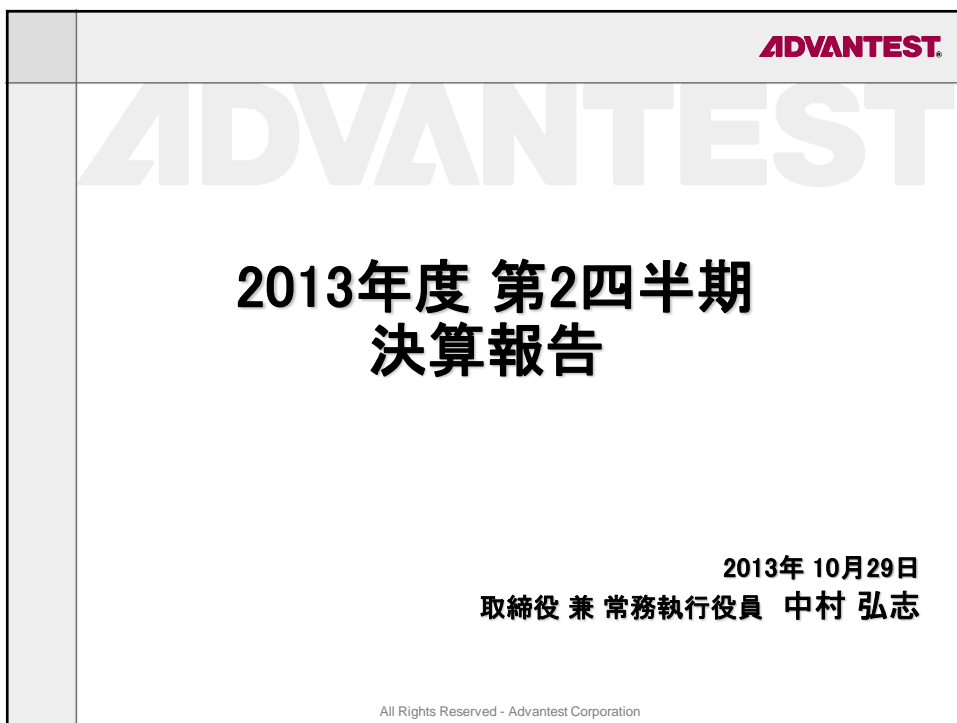 ADVANTEST®
ADVANTEST
2013年度 第2四半期
決算報告
2013年 10月29日
取締役 兼 常務執行役員 中村 弘志
All Rights Reserved - Advantest Corporation